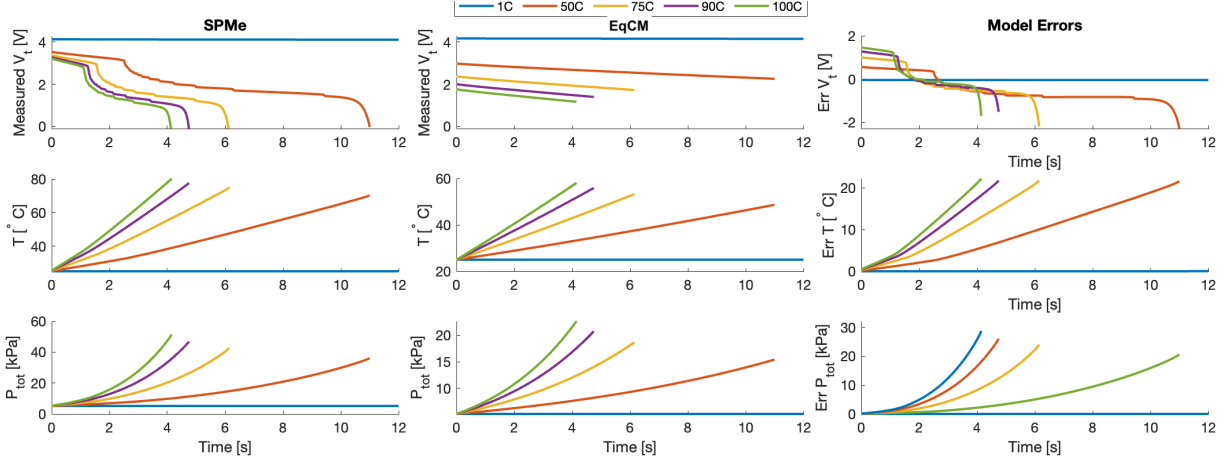 1C 50C 75C 90C 100C
SPMe
EqCM
Model Errors
Measured V_t [V]
4
2
0
0 2 4 6 8 10 12
Measured V_t [V]
4
2
0
0 2 4 6 8 10 12
Err V_t [V]
2
0
-2
0 2 4 6 8 10 12
Time [s]
T [° C]
80
60
40
0 2 4 6 8 10 12
Time [s]
T [° C]
80
60
40
20
0 2 4 6 8 10 12
Time [s]
Err T [° C]
20
10
0
0 2 4 6 8 10 12
Time [s]
P_tot [kPa]
60
40
20
0
0 2 4 6 8 10 12
Time [s]
P_tot [kPa]
20
15
10
5
0 2 4 6 8 10 12
Time [s]
Err P_tot [kPa]
30
20
10
0
0 2 4 6 8 10 12
Time [s]